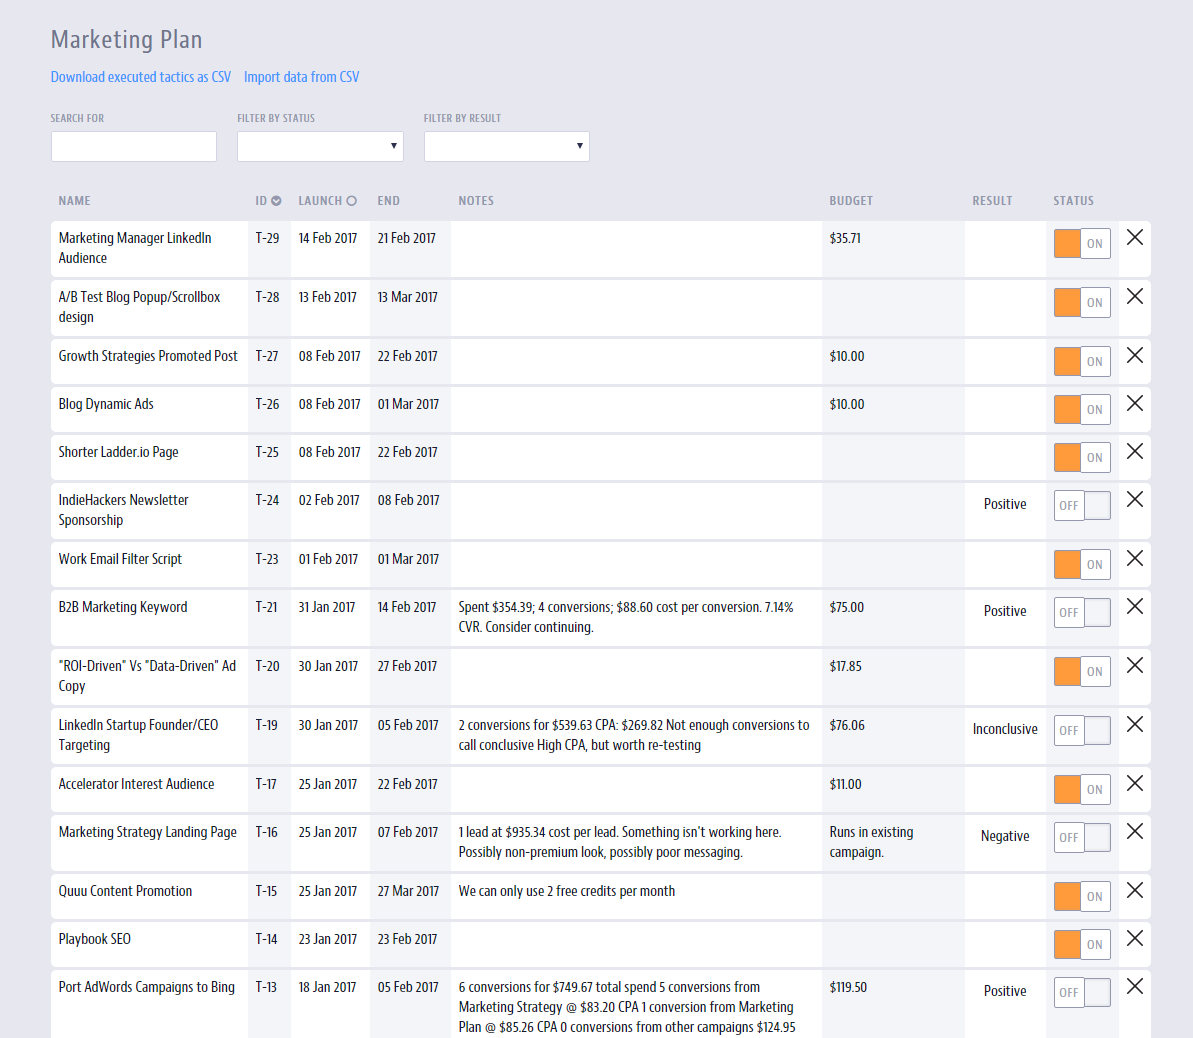 Marketing Plan
Download executed tactics as CSV Import data from CSV
SEARCH FOR FILTER BY STATUS FILTER BY RESULT
NAME ID LAUNCH END NOTES BUDGET RESULT STATUS
Marketing Manager LinkedIn T-29 14 Feb 2017 21 Feb 2017 $35.71 ON
Audience
A/B Test Blog Popup/Scrollbox T-28 13 Feb 2017 13 Mar 2017 ON
design
Growth Strategies Promoted Post T-27 08 Feb 2017 22 Feb 2017 $10.00 ON
Blog Dynamic Ads T-26 08 Feb 2017 01 Mar 2017 $10.00 ON
Shorter Ladder.io Page T-25 08 Feb 2017 22 Feb 2017 ON
IndieHackers Newsletter T-24 02 Feb 2017 08 Feb 2017 Positive OFF
Sponsorship
Work Email Filter Script T-23 01 Feb 2017 01 Mar 2017 ON
B2B Marketing Keyword T-21 31 Jan 2017 14 Feb 2017 Spent $354.39; 4 conversions; $88.60 cost per conversion. 7.14% $75.00 Positive OFF
CVR. Consider continuing.
"ROI-Driven" Vs "Data-Driven" Ad T-20 30 Jan 2017 27 Feb 2017 $17.85 ON
Copy
LinkedIn Startup Founder/CEO T-19 30 Jan 2017 05 Feb 2017 2 conversions for $539.63 CPA: $269.82 Not enough conversions to $76.06 Inconclusive OFF
Targeting call conclusive High CPA, but worth re-testing
Accelerator Interest Audience T-17 25 Jan 2017 22 Feb 2017 $11.00 ON
Marketing Strategy Landing Page T-16 25 Jan 2017 07 Feb 2017 1 lead at $935.34 cost per lead. Something isn't working here. Runs in existing Negative OFF
Possibly non-premium look, possibly poor messaging. campaign.
Quuu Content Promotion T-15 25 Jan 2017 27 Mar 2017 We can only use 2 free credits per month ON
Playbook SEO T-14 23 Jan 2017 23 Feb 2017 ON
Port AdWords Campaigns to Bing T-13 18 Jan 2017 05 Feb 2017 6 conversions for $749.67 total spend 5 conversions from $119.50 Positive OFF
Marketing Strategy @ $83.20 CPA 1 conversion from Marketing
Plan @ $85.26 CPA 0 conversions from other campaigns $124.95